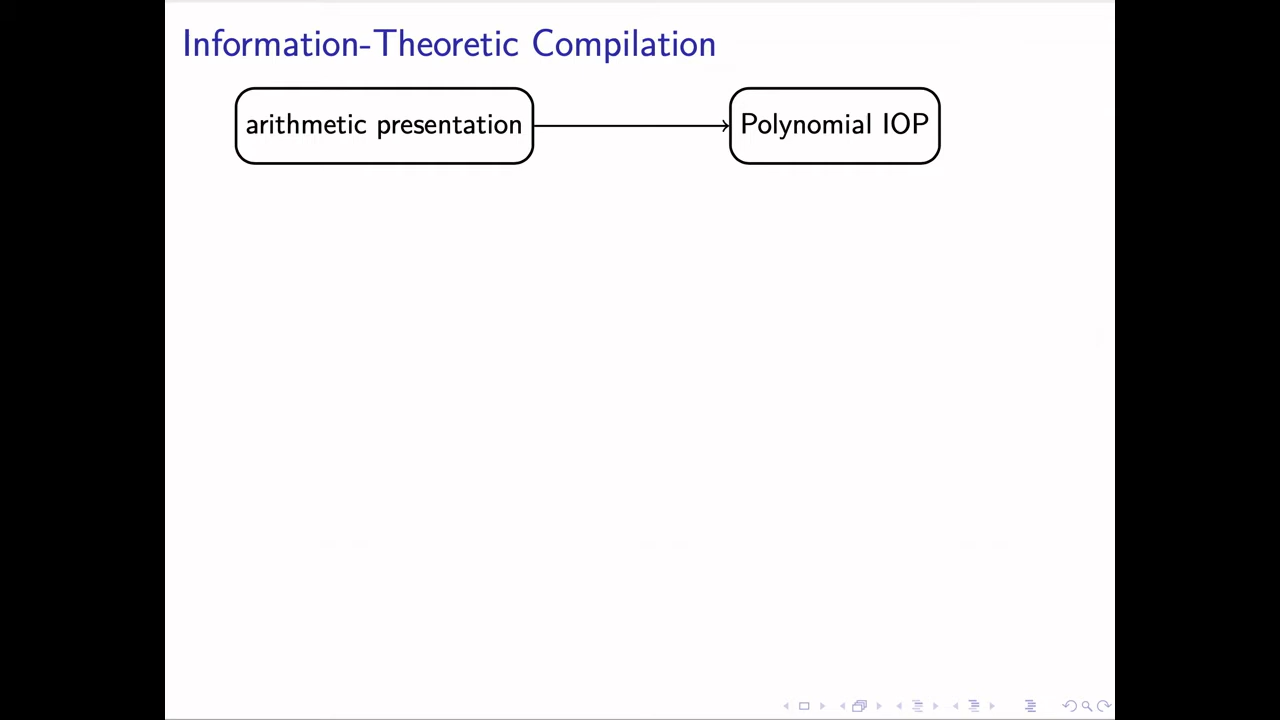 Information-Theoretic Compilation
arithmetic presentation
Polynomial IOP